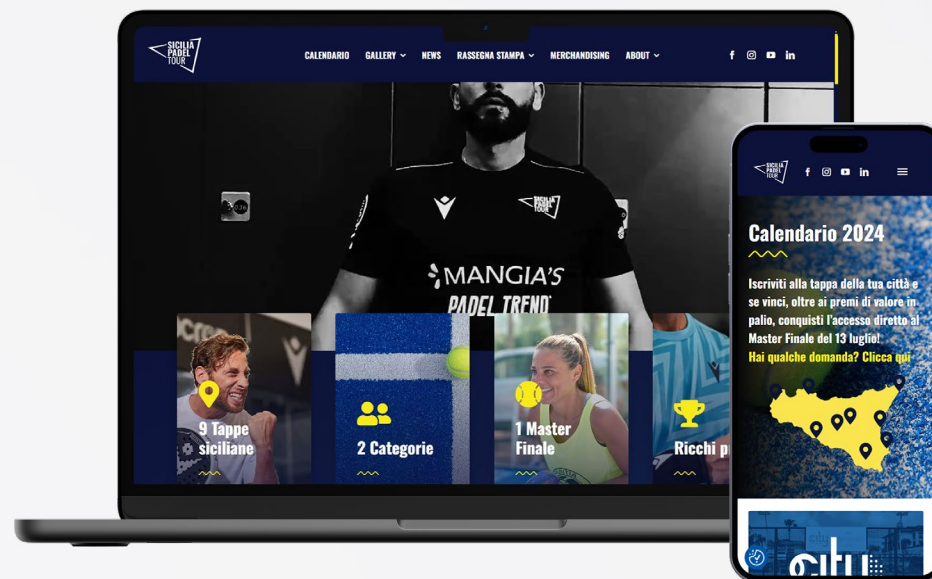 SICILIA
PADEL
TOUR
CALENDARIO
GALLERY
NEWS
RASSEGNA STAMPA
MERCHANDISING
ABOUT
SICILIA
PADEL
TOUR
MANGIA'S
PADEL TREND
9 Tappe
siciliane
2 Categorie
1 Master
Finale
Ricchi p
SICILIA
PADEL
TOUR
Calendario 2024
Iscriviti alla tappa della tua città e
se vinci, oltre ai premi di valore in
palio, conquisti l'accesso diretto al
Master Finale del 13 luglio!
Hai qualche domanda? Clicca qui